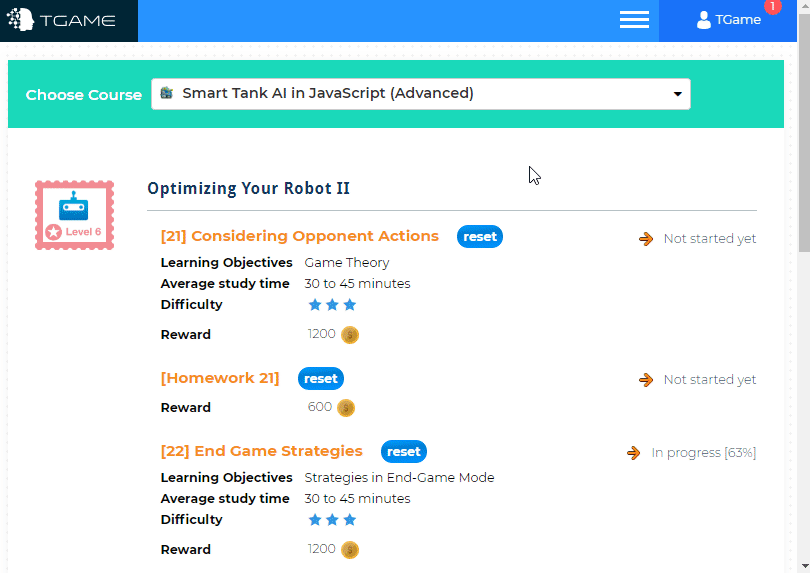 TGAME
TGame
1
Choose Course Smart Tank AI in JavaScript (Advanced)
Level 6
Optimizing Your Robot II
[21] Considering Opponent Actions reset Not started yet
Learning Objectives Game Theory
Average study time 30 to 45 minutes
Difficulty
Reward 1200
[Homework 21] reset Not started yet
Reward 600
[22] End Game Strategies reset In progress [63%]
Learning Objectives Strategies in End-Game Mode
Average study time 30 to 45 minutes
Difficulty
Reward 1200